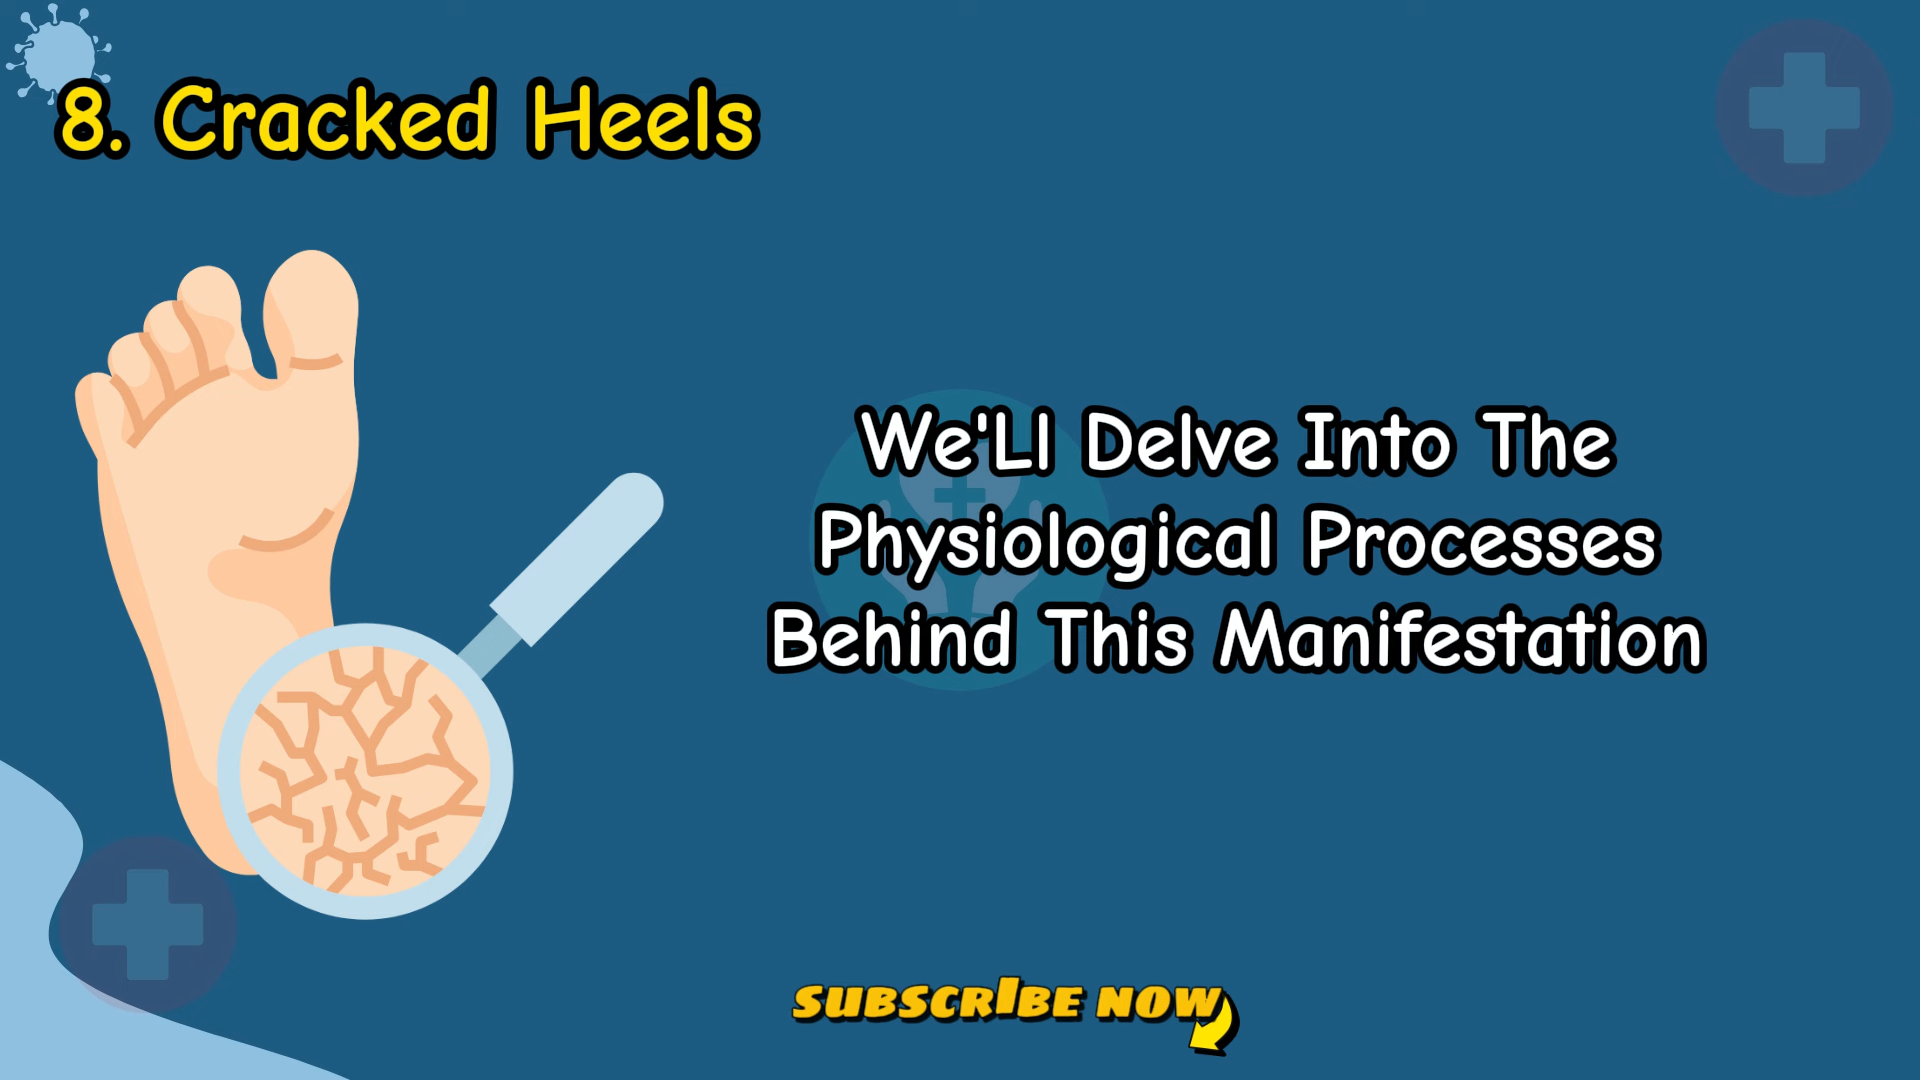 8. Cracked Heels
We'Ll Delve Into The
Physiological Processes
Behind This Manifestation
SUBSCRIBE NOW